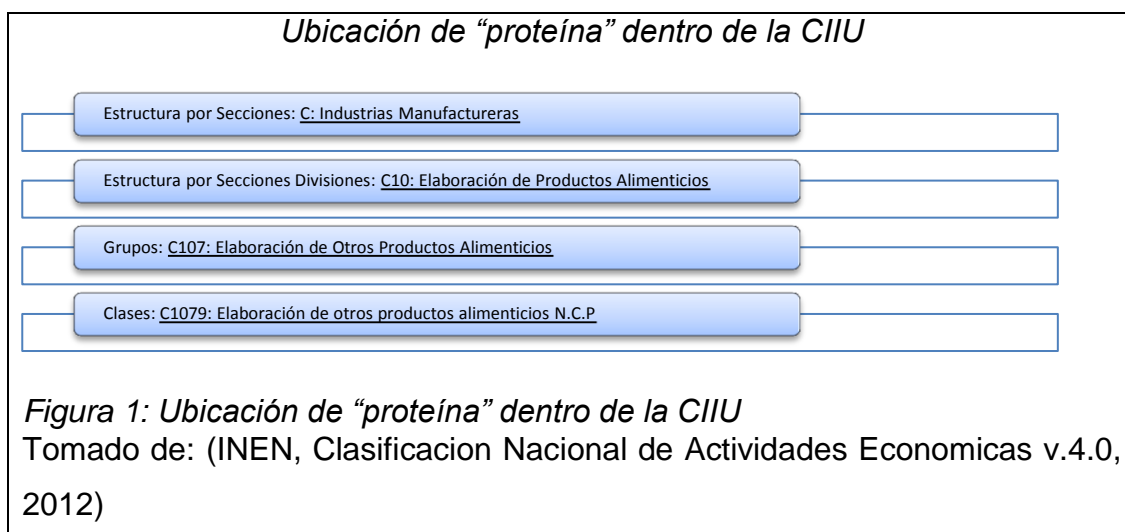 Ubicación de “proteína” dentro de la CIIU
Estructura por Secciones: C: Industrias Manufactureras
Estructura por Secciones Divisiones: C10: Elaboración de Productos Alimenticios
Grupos: C107: Elaboración de Otros Productos Alimenticios
Clases: C1079: Elaboración de otros productos alimenticios N.C.P
Figura 1: Ubicación de “proteína” dentro de la CIIU
Tomado de: (INEN, Clasificacion Nacional de Actividades Economicas v.4.0,
2012)